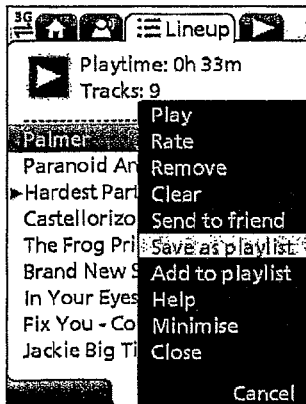 3G
Lineup
Playtime: 0h 33m
Tracks: 9
Palmer
Paranoid An
Hardest Part
Castellorizo
The Frog Pri
Brand New S
In Your Eyes
Fix You - Co
Jackie Big Ti
Play
Rate
Remove
Clear
Send to friend
Save as playlist
Add to playlist
Help
Minimise
Close
Cancel